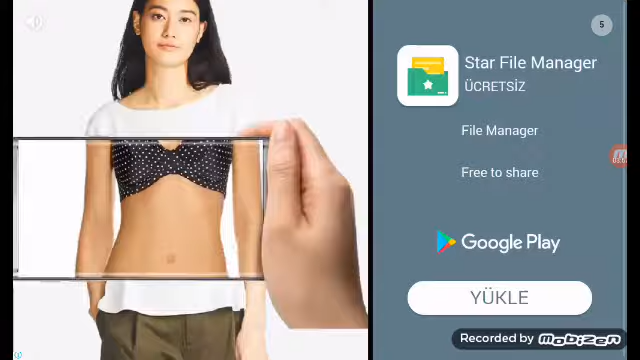 5
Star File Manager
ÜCRETSİZ
File Manager
Free to share
Google Play
YÜKLE
Recorded by mobizen